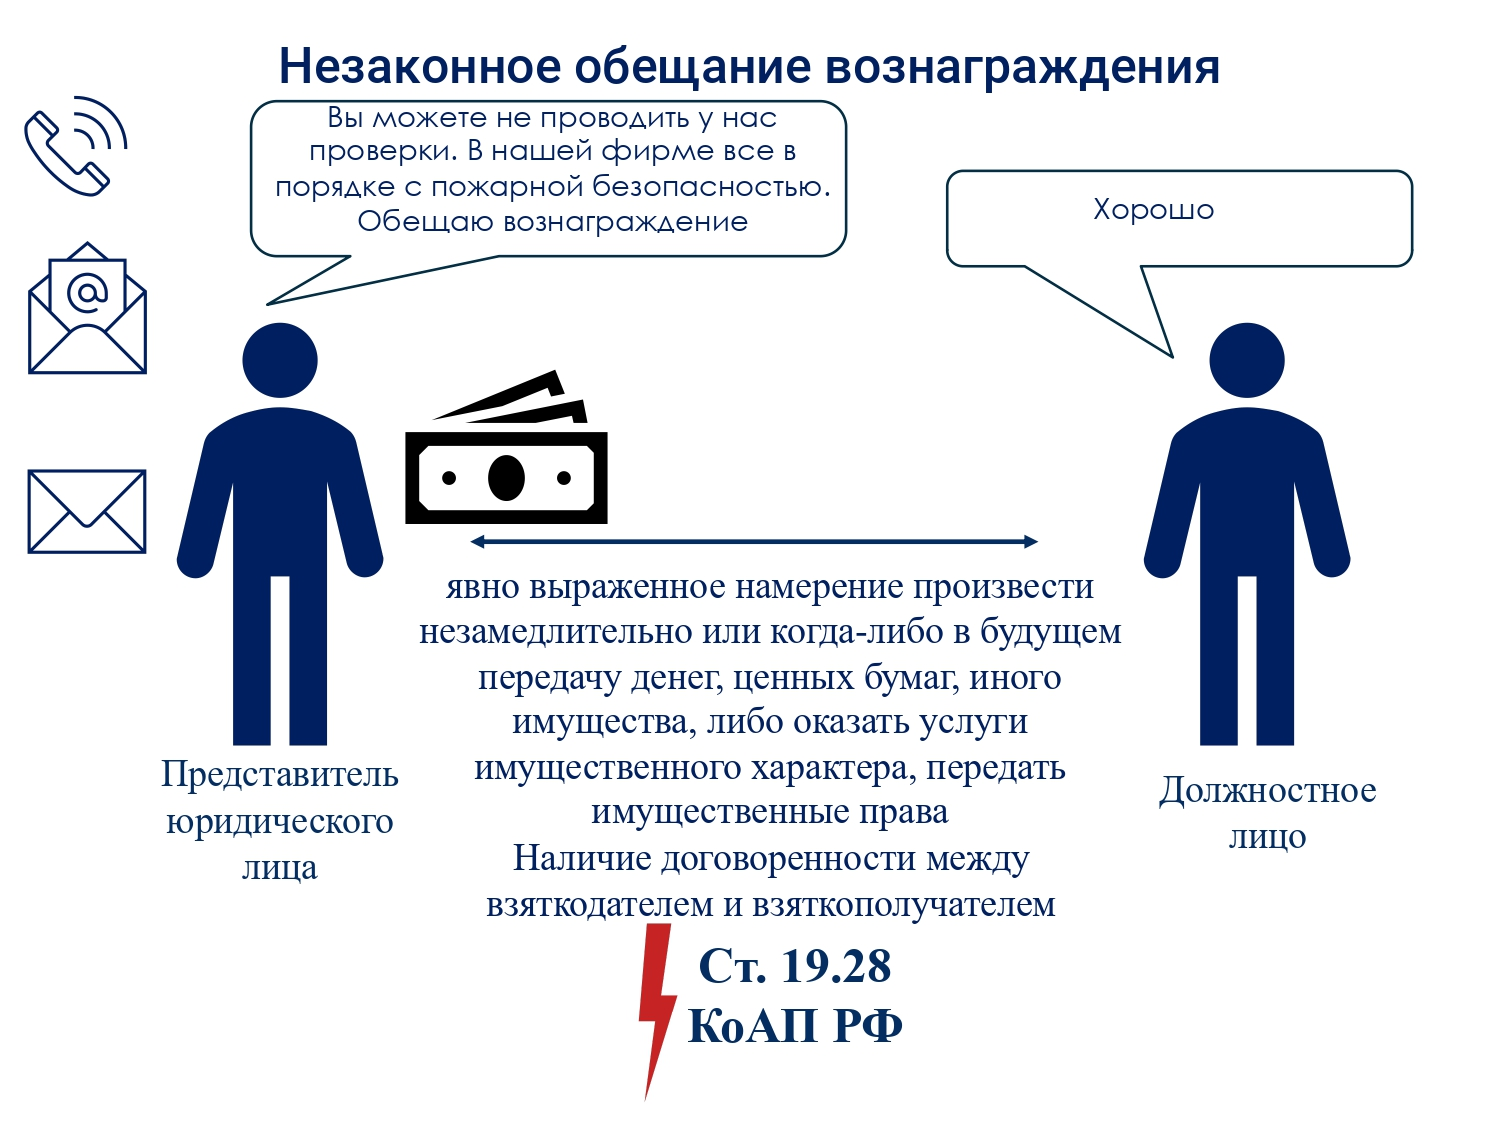 Незаконное обещание вознаграждения
Вы можете не проводить у нас
проверки. В нашей фирме все в
порядке с пожарной безопасностью.
Обещаю вознаграждение
Хорошо
явно выраженное намерение произвести
незамедлительно или когда-либо в будущем
передачу денег, ценных бумаг, иного
имущества, либо оказать услуги
имущественного характера, передать
имущественные права
Наличие договоренности между
взяткодателем и взяткополучателем
Представитель
юридического
лица
Должностное
лицо
Ст. 19.28
КоАП РФ